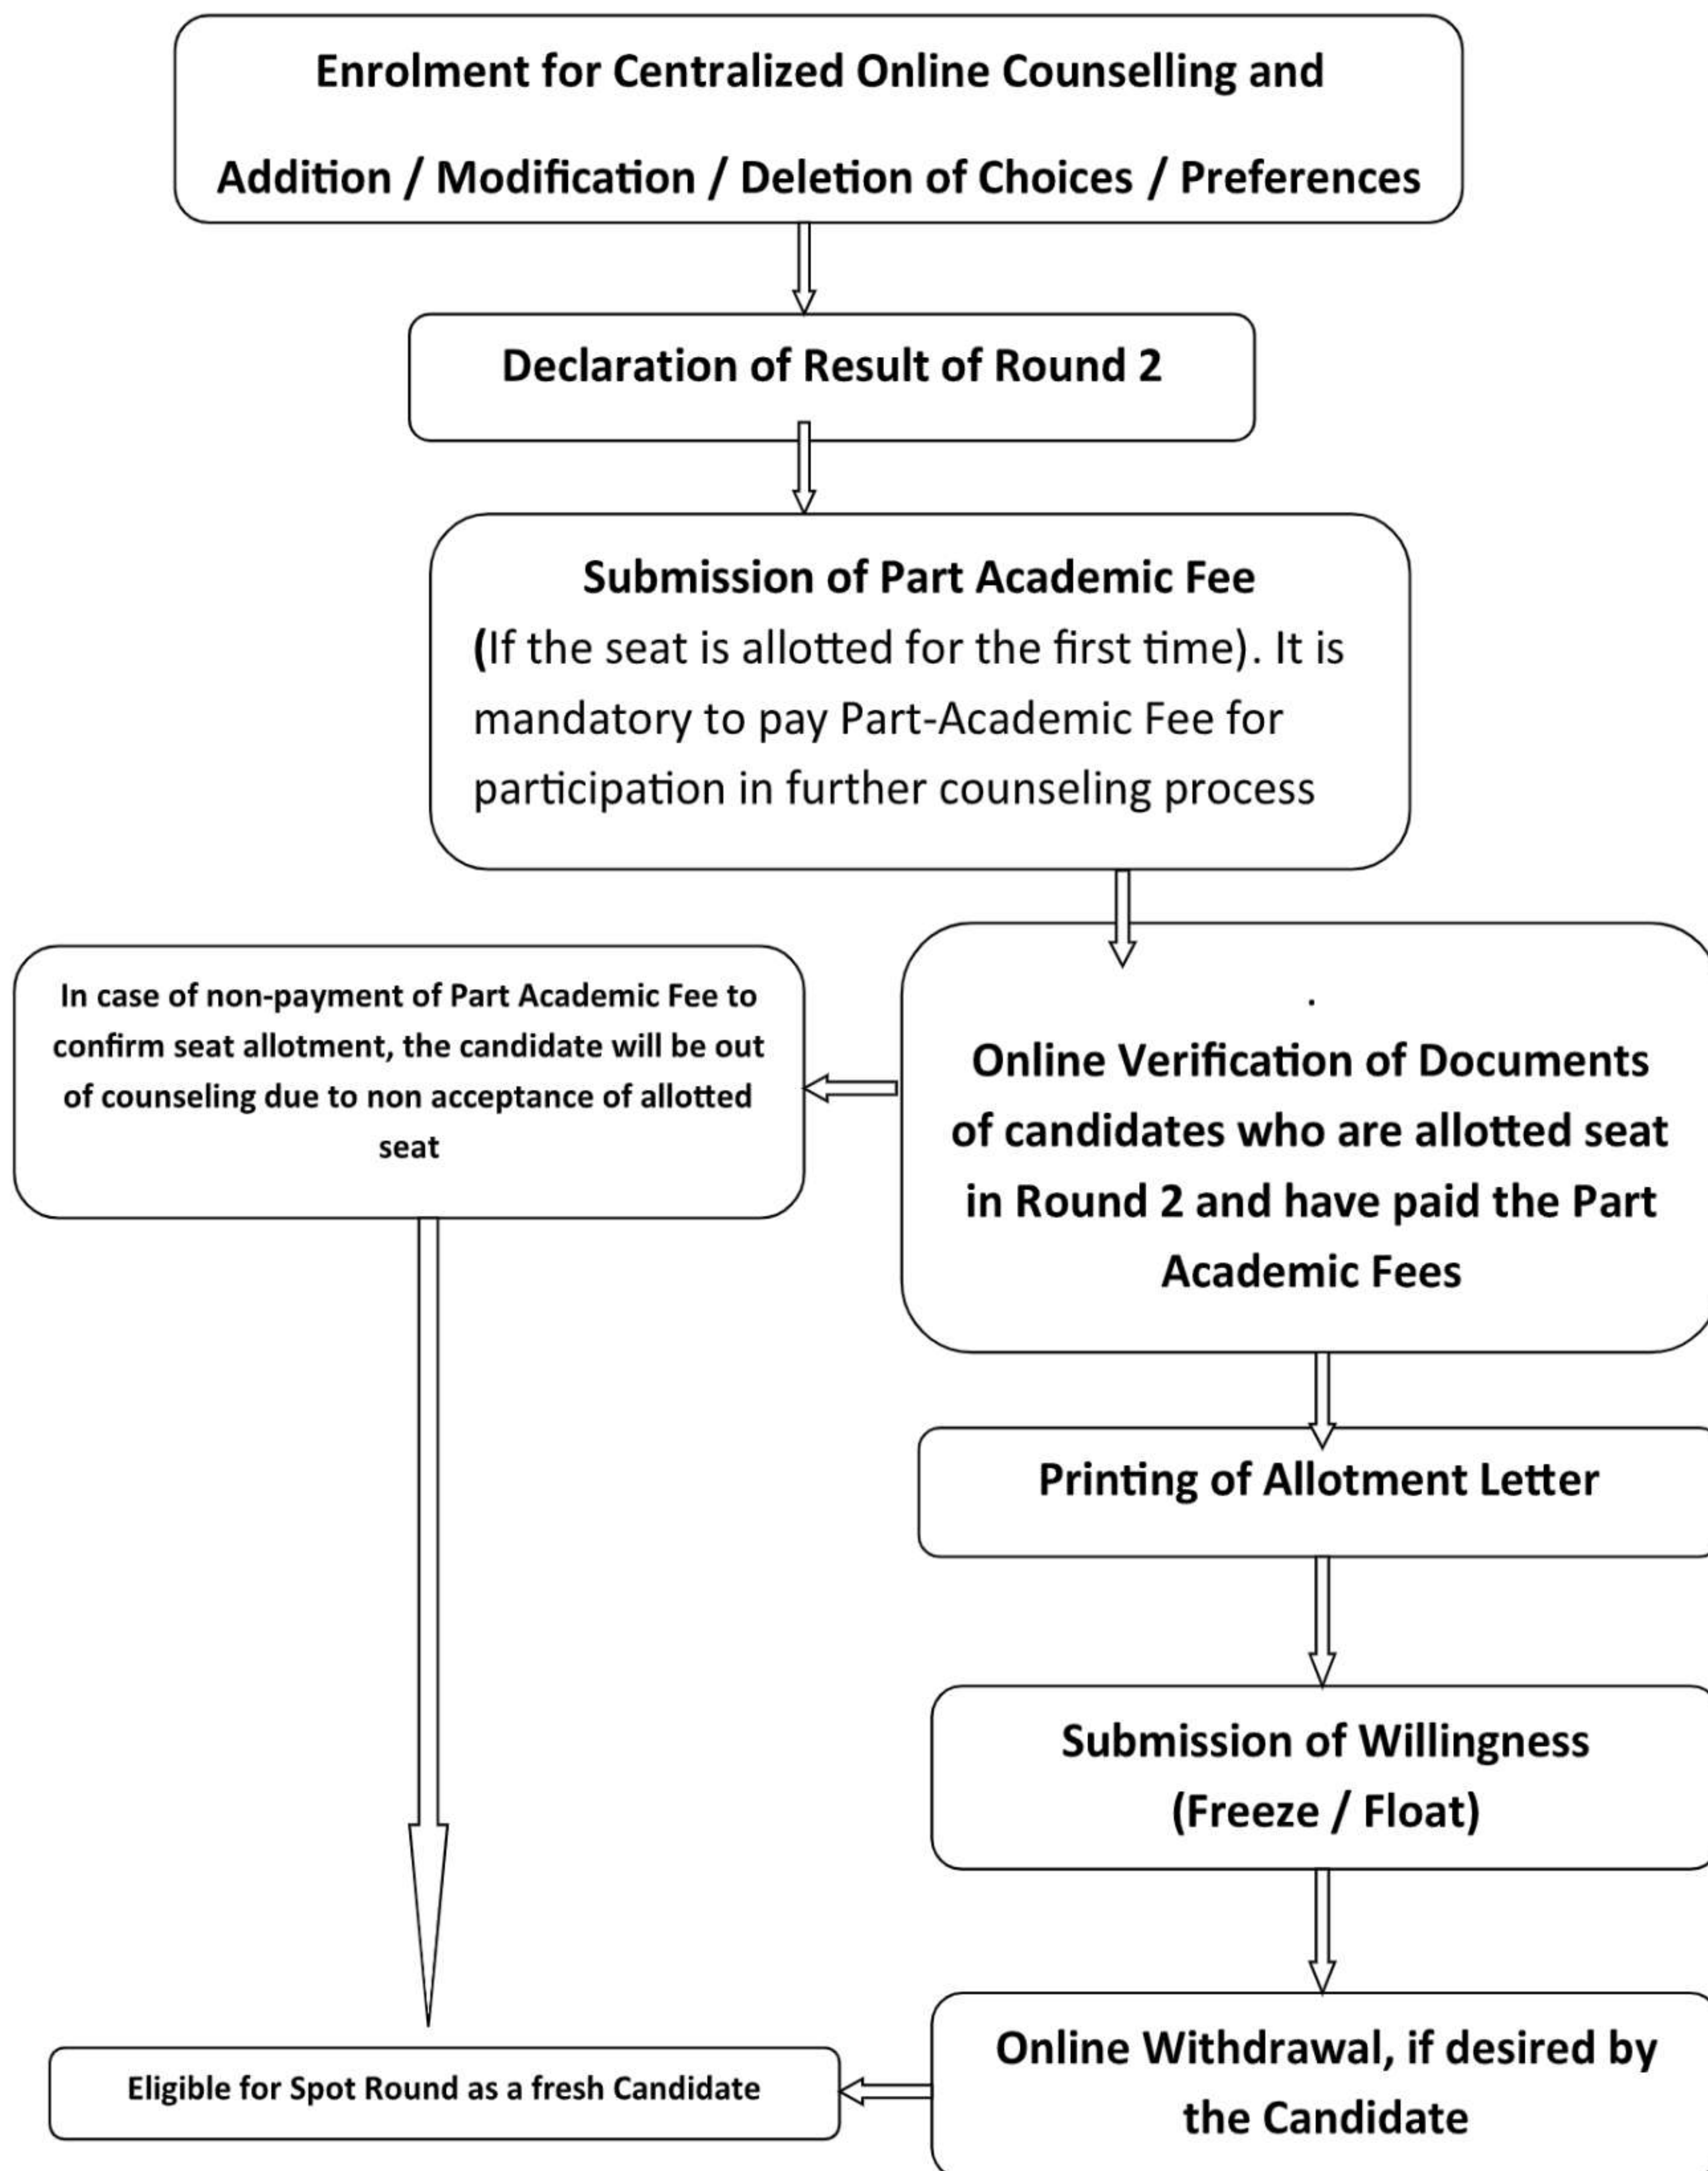 Enrolment for Centralized Online Counselling and
Addition / Modification / Deletion of Choices / Preferences
Declaration of Result of Round 2
Submission of Part Academic Fee
(If the seat is allotted for the first time). It is
mandatory to pay Part-Academic Fee for
participation in further counseling process
In case of non-payment of Part Academic Fee to
confirm seat allotment, the candidate will be out
of counseling due to non acceptance of allotted
seat
.
Online Verification of Documents
of candidates who are allotted seat
in Round 2 and have paid the Part
Academic Fees
Printing of Allotment Letter
Submission of Willingness
(Freeze / Float)
Online Withdrawal, if desired by
the Candidate
Eligible for Spot Round as a fresh Candidate